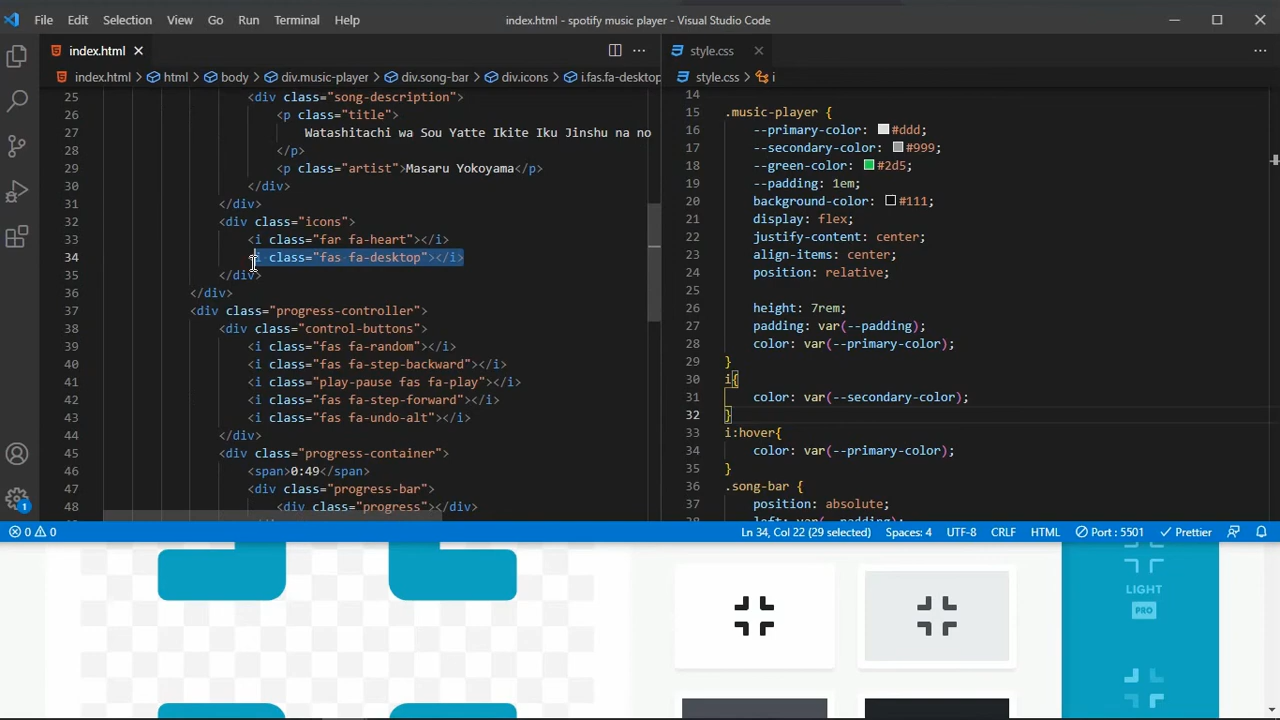 File Edit Selection View Go Run Terminal Help index.html - spotify music player - Visual Studio Code
index.html
index.html html body div.music-player div.song-bar div.icons i.fas.fa-desktop
25 <div class="song-description">
26 <p class="title">
27 Watashitachi wa Sou Yatte Ikite Iku Jinshu na no
28 </p>
29 <p class="artist">Masaru Yokoyama</p>
30 </div>
31 </div>
32 <div class="icons">
33 <i class="far fa-heart"></i>
34 <i class="fas fa-desktop"></i>
35 </div>
36 </div>
37 <div class="progress-controller">
38 <div class="control-buttons">
39 <i class="fas fa-random"></i>
40 <i class="fas fa-step-backward"></i>
41 <i class="play-pause fas fa-play"></i>
42 <i class="fas fa-step-forward"></i>
43 <i class="fas fa-undo-alt"></i>
44 </div>
45 <div class="progress-container">
46 <span>0:49</span>
47 <div class="progress-bar">
48 <div class="progress"></div>
style.css
style.css i
14
15 .music-player {
16 --primary-color: #ddd;
17 --secondary-color: #999;
18 --green-color: #2d5;
19 --padding: 1em;
20 background-color: #111;
21 display: flex;
22 justify-content: center;
23 align-items: center;
24 position: relative;
25
26 height: 7rem;
27 padding: var(--padding);
28 color: var(--primary-color);
29 }
30 i{
31 color: var(--secondary-color);
32 }
33 i:hover{
34 color: var(--primary-color);
35 }
36 .song-bar {
37 position: absolute;
38 left: var(--padding);
0 0 Ln 34, Col 22 (29 selected) Spaces: 4 UTF-8 CRLF HTML Port : 5501 Prettier
1
LIGHT
PRO